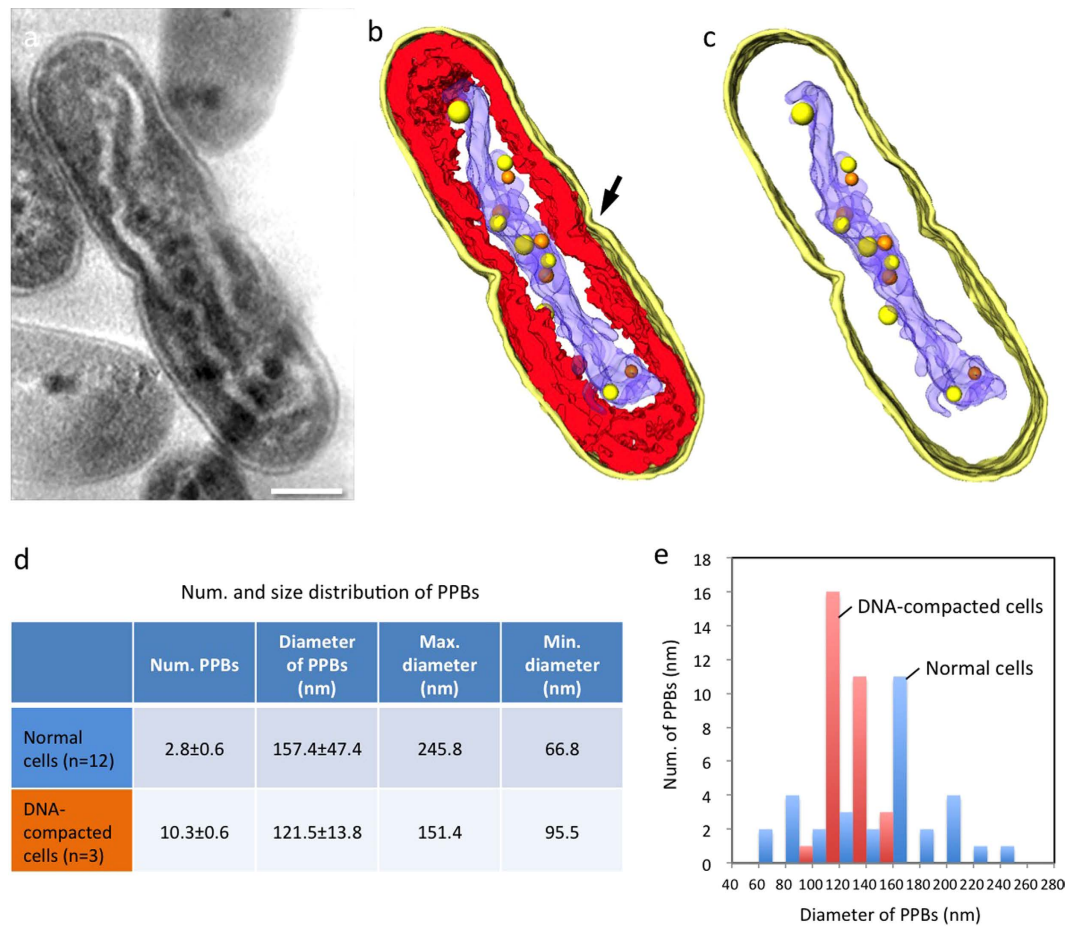 a
b
c
d
Num. and size distribution of PPBs
Num. PPBs
Diameter
of PPBs
(nm)
Max.
diameter
(nm)
Min.
diameter
(nm)
Normal
cells (n=12)
2.8±0.6
157.4±47.4
245.8
66.8
DNA-
compacted
cells (n=3)
10.3±0.6
121.5±13.8
151.4
95.5
e
Num. of PPBs (nm)
18
16
14
12
10
8
6
4
2
0
DNA-compacted cells
Normal cells
40 60 80 100 120 140 160 180 200 220 240 260 280
Diameter of PPBs (nm)